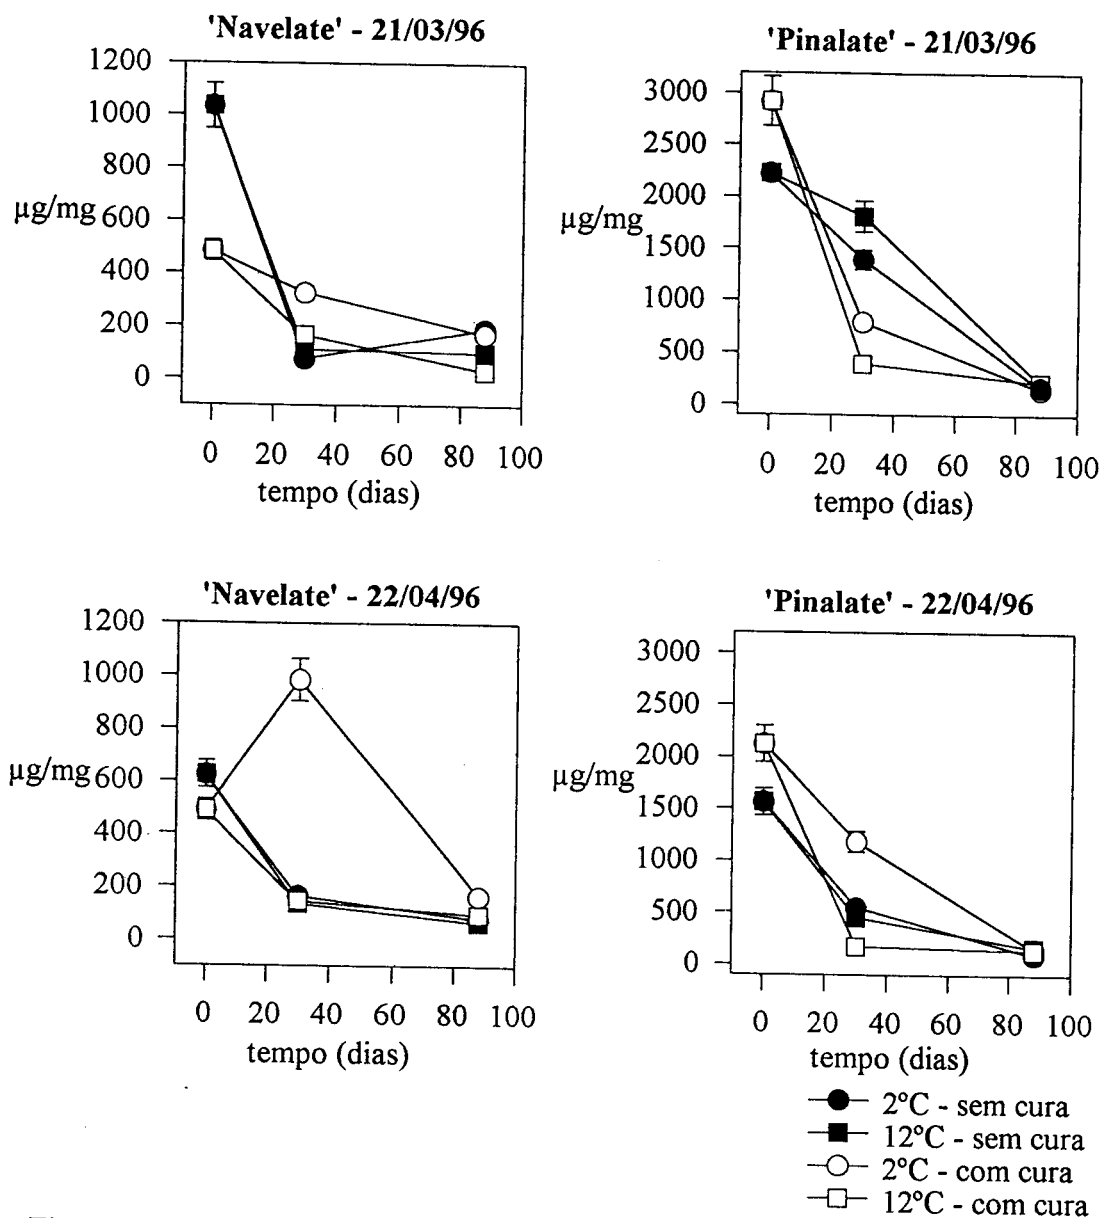 'Navelate' - 21/03/96
1200
1000
800
µg/mg 600
400
200
0
0 20 40 60 80 100
tempo (dias)
'Pinalate' - 21/03/96
3000
2500
2000
µg/mg
1500
1000
500
0
0 20 40 60 80 100
tempo (dias)
'Navelate' - 22/04/96
1200
1000
800
µg/mg 600
400
200
0
0 20 40 60 80 100
tempo (dias)
'Pinalate' - 22/04/96
3000
2500
2000
µg/mg
1500
1000
500
0
0 20 40 60 80 100
tempo (dias)
2ºC - sem cura
12ºC - sem cura
2ºC - com cura
12ºC - com cura